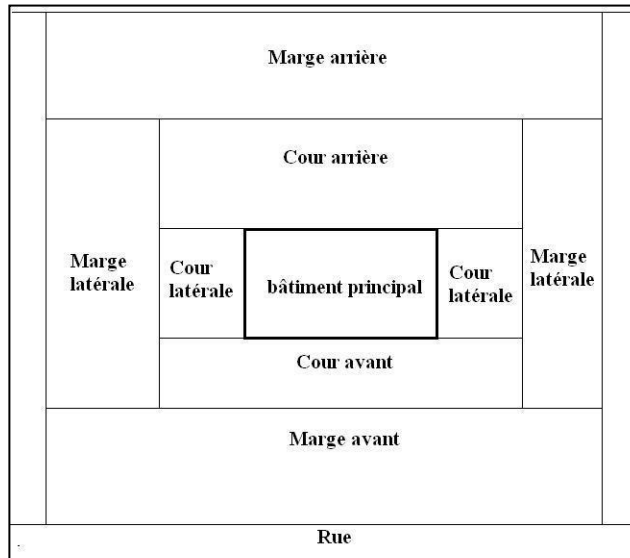 Marge arrière
Cour arrière
Marge
latérale
Cour
latérale
bâtiment principal
Cour
latérale
Marge
latérale
Cour avant
Marge avant
Rue